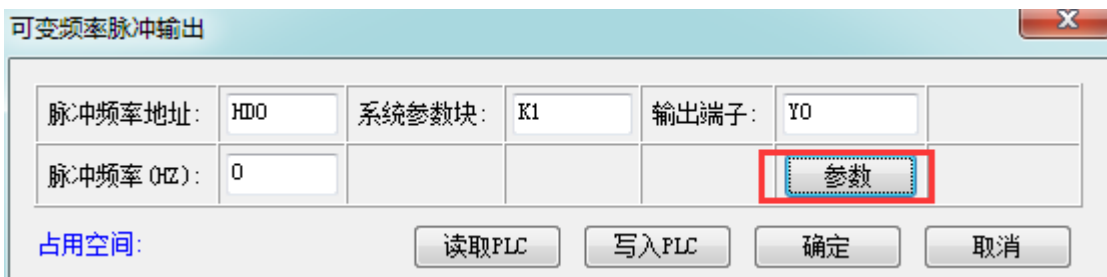 可变频率脉冲输出
脉冲频率地址: HD0 系统参数块: K1 输出端子: Y0
脉冲频率(HZ): 0 参数
占用空间: 读取PLC 写入PLC 确定 取消